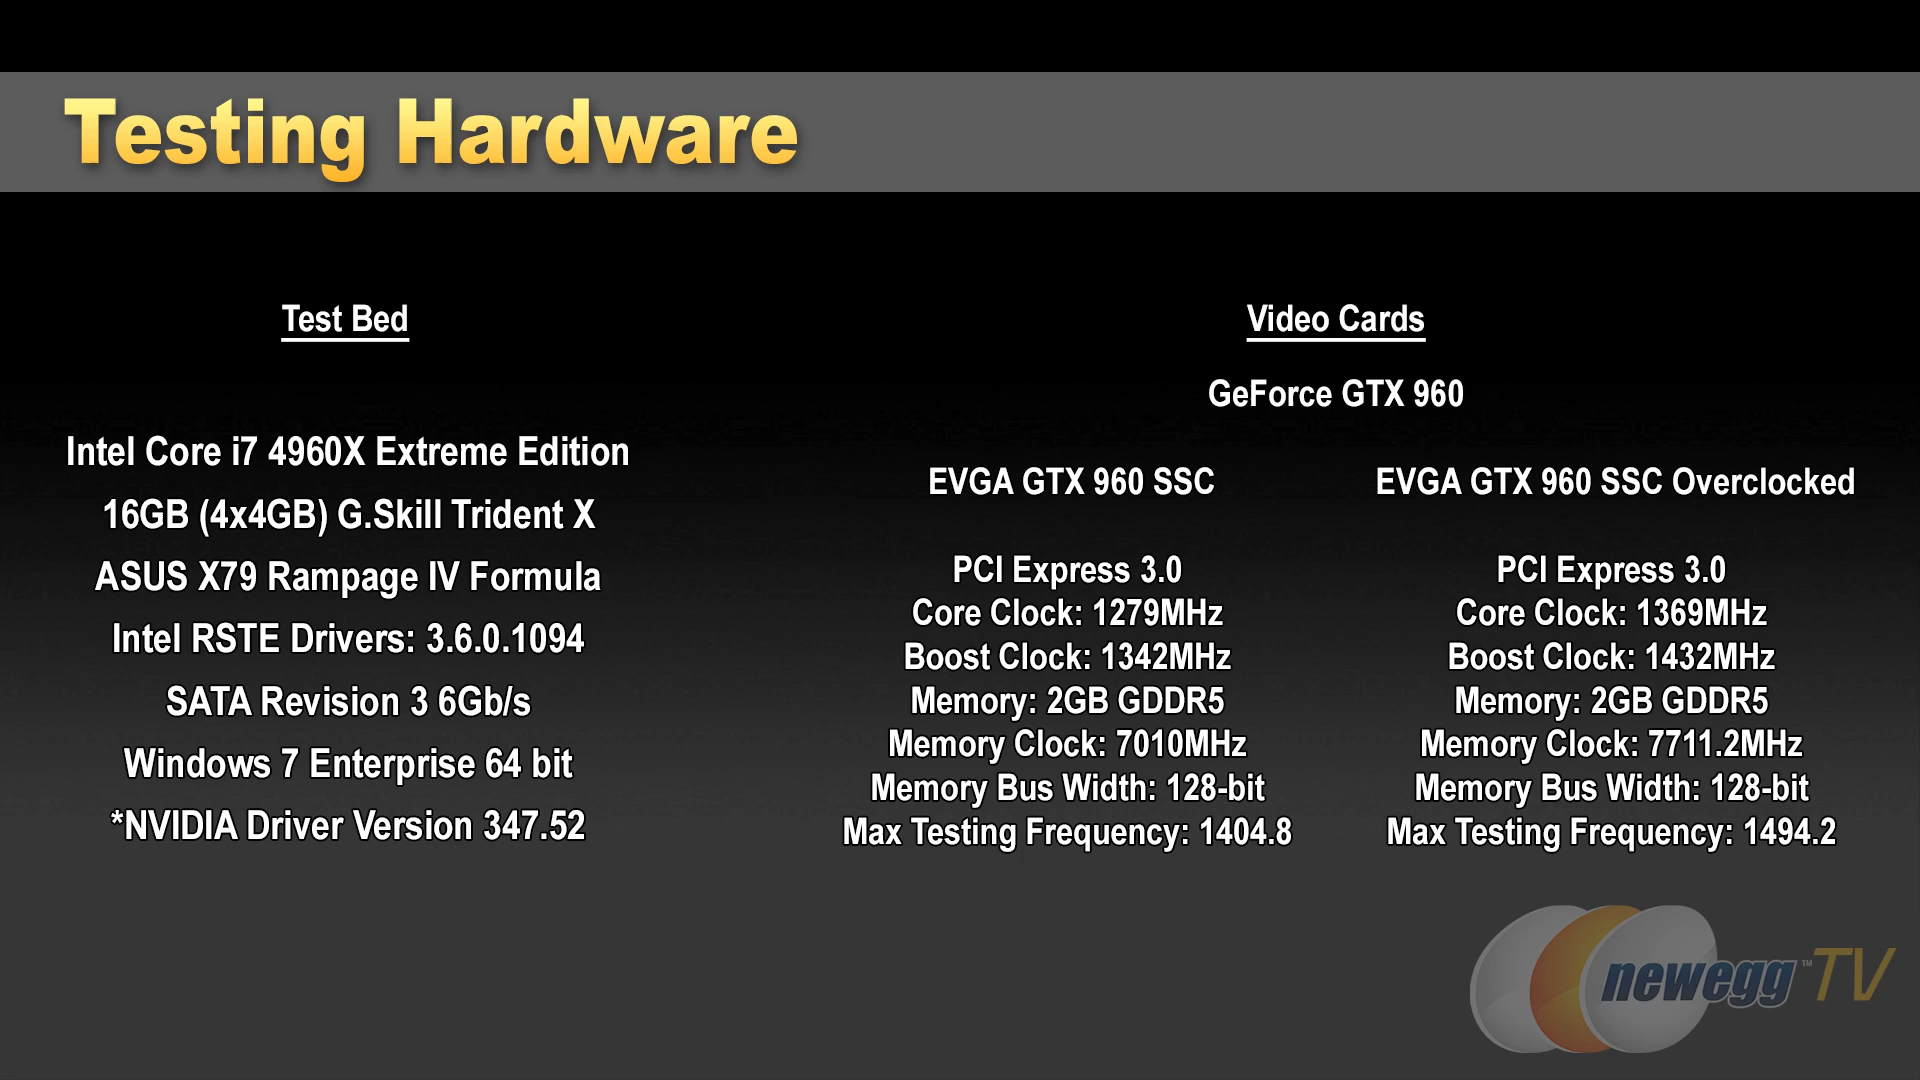 Testing Hardware
Test Bed
Intel Core i7 4960X Extreme Edition
16GB (4x4GB) G.Skill Trident X
ASUS X79 Rampage IV Formula
Intel RSTE Drivers: 3.6.0.1094
SATA Revision 3 6Gb/s
Windows 7 Enterprise 64 bit
*NVIDIA Driver Version 347.52
Video Cards
GeForce GTX 960
EVGA GTX 960 SSC
PCI Express 3.0
Core Clock: 1279MHz
Boost Clock: 1342MHz
Memory: 2GB GDDR5
Memory Clock: 7010MHz
Memory Bus Width: 128-bit
Max Testing Frequency: 1404.8
EVGA GTX 960 SSC Overclocked
PCI Express 3.0
Core Clock: 1369MHz
Boost Clock: 1432MHz
Memory: 2GB GDDR5
Memory Clock: 7711.2MHz
Memory Bus Width: 128-bit
Max Testing Frequency: 1494.2
newegg™TV